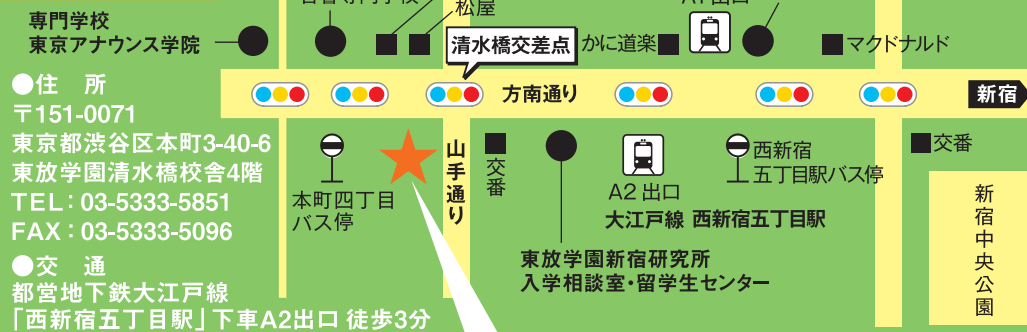 松屋
専門学校
東京アナウンス学院
清水橋交差点
かに道楽
マクドナルド
方南通り
新宿
●住　所
〒151-0071
東京都渋谷区本町3-40-6
東放学園清水橋校舎4階
TEL：03-5333-5851
FAX：03-5333-5096
●交　通
都営地下鉄大江戸線
「西新宿五丁目駅」下車A2出口 徒歩3分
本町四丁目
バス停
山手通り
交番
A2 出口
大江戸線 西新宿五丁目駅
西新宿
五丁目駅バス停
交番
東放学園新宿研究所
入学相談室・留学生センター
新宿中央公園